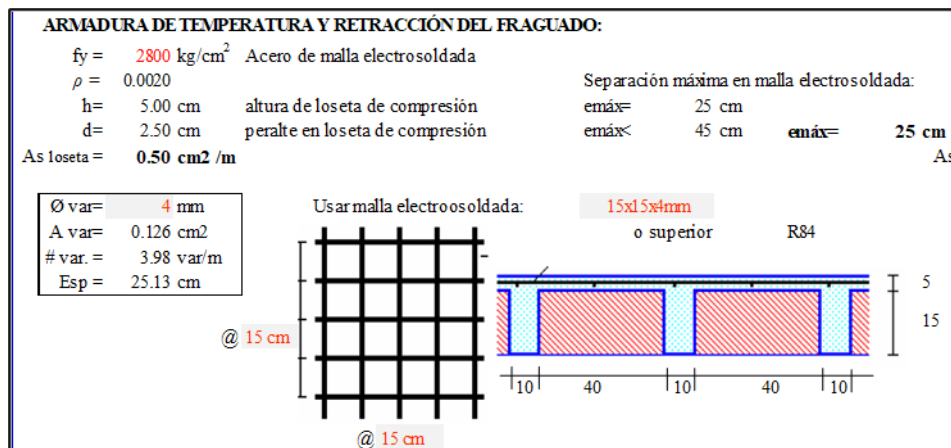 ARMADURA DE TEMPERATURA Y RETRACCIÓN DEL FRAGUADO:
fy = 2800 kg/cm² Acero de malla electrosoldada
ρ = 0.0020 Separación máxima en malla electrosoldada:
h= 5.00 cm altura de loseta de compresión emáx= 25 cm
d= 2.50 cm peralte en loseta de compresión emáx< 45 cm emáx= 25 cm
As loseta = 0.50 cm2 /m As
Ø var= 4 mm Usar malla electroosoldada: 15x15x4mm
A var= 0.126 cm2 o superior R84
# var. = 3.98 var/m
Esp = 25.13 cm
5
15
@ 15 cm
10 40 10 40 10
@ 15 cm